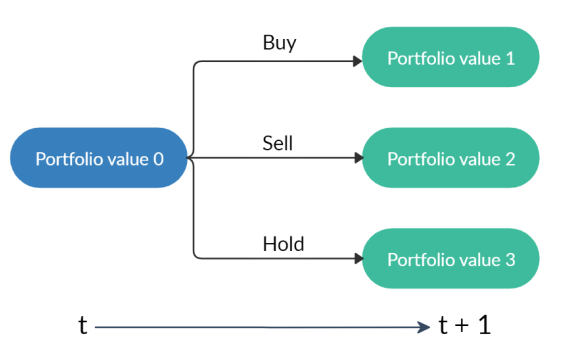 Buy
Portfolio value 1
Portfolio value 0
Sell
Portfolio value 2
Hold
Portfolio value 3
t
t + 1